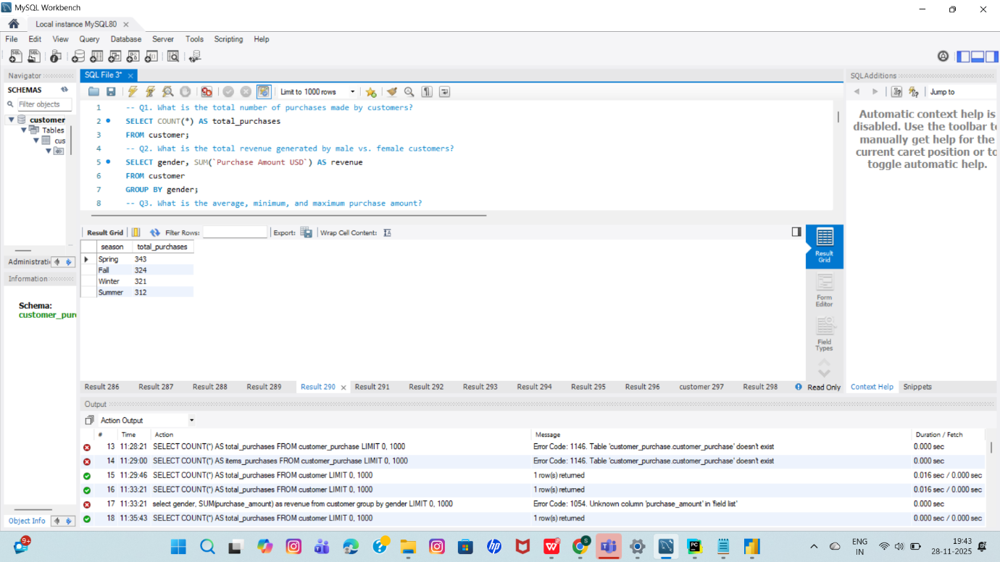 MySQL Workbench
Local instance MySQL80
File Edit View Query Database Server Tools Scripting Help
Navigator
SCHEMAS
Filter objects
customer
Tables
cus
Administrati
Information
Schema:
customer_pur
Object Info
SQL File 3*
Limit to 1000 rows
1 -- Q1. What is the total number of purchases made by customers?
2 SELECT COUNT(*) AS total_purchases
3 FROM customer;
4 -- Q2. What is the total revenue generated by male vs. female customers?
5 SELECT gender, SUM(`Purchase Amount USD`) AS revenue
6 FROM customer
7 GROUP BY gender;
8 -- Q3. What is the average, minimum, and maximum purchase amount?
Result Grid Filter Rows: Export: Wrap Cell Content:
season total_purchases
Spring 343
Fall 324
Winter 321
Summer 312
Result Grid
Form Editor
Field Types
Result 286 Result 287 Result 288 Result 289 Result 290 Result 291 Result 292 Result 293 Result 294 Result 295 Result 296 customer 297 Result 298 Read Only
SQLAdditions
Jump to
Automatic context help is
disabled. Use the toolbar to
manually get help for the
current caret position or to
toggle automatic help.
Context Help Snippets
Output
Action Output
# Time Action Message Duration / Fetch
13 11:28:21 SELECT COUNT(*) AS total_purchases FROM customer_purchase LIMIT 0, 1000 Error Code: 1146. Table 'customer_purchase.customer_purchase' doesn't exist 0.000 sec
14 11:29:00 SELECT COUNT(*) AS items_purchases FROM customer_purchase LIMIT 0, 1000 Error Code: 1146. Table 'customer_purchase.customer_purchase' doesn't exist 0.000 sec
15 11:29:46 SELECT COUNT(*) AS total_purchases FROM customer LIMIT 0, 1000 1 row(s) returned 0.016 sec / 0.000 sec
16 11:33:21 SELECT COUNT(*) AS total_purchases FROM customer LIMIT 0, 1000 1 row(s) returned 0.016 sec / 0.000 sec
17 11:33:21 select gender, SUM(purchase_amount) as revenue from customer group by gender LIMIT 0, 1000 Error Code: 1054. Unknown column 'purchase_amount' in 'field list' 0.000 sec
18 11:35:43 SELECT COUNT(*) AS total_purchases FROM customer LIMIT 0, 1000 1 row(s) returned 0.000 sec / 0.000 sec
9+
ENG
IN
19:43
28-11-2025